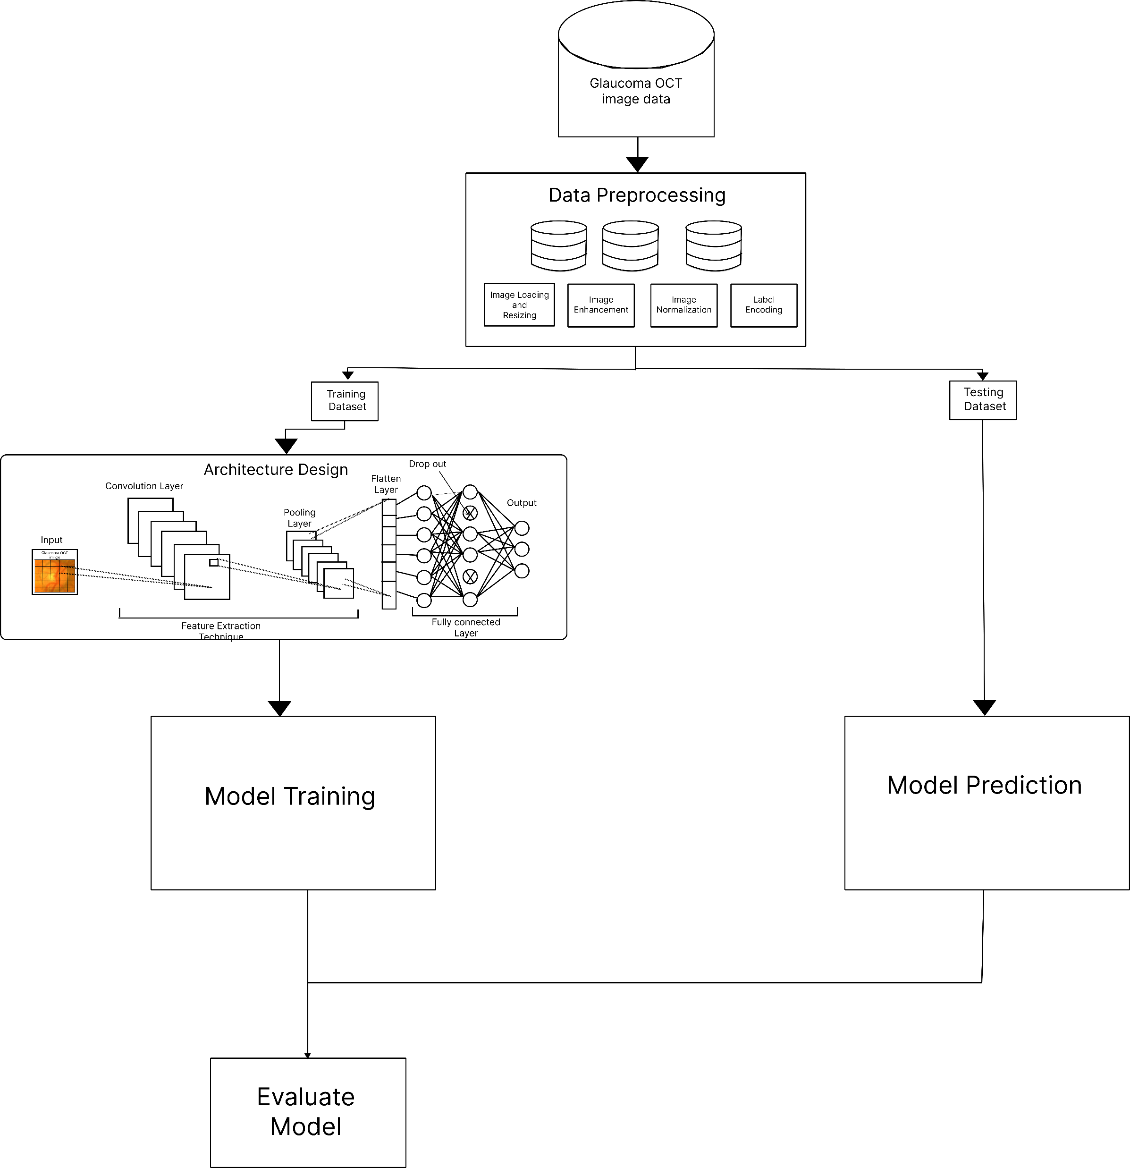 Glaucoma OCT
image data
Data Preprocessing
Image Loading
and
Resizing
Image
Enhancement
Image
Normalization
Label
Encoding
Training
Dataset
Testing
Dataset
Architecture Design
Drop out
Convolution Layer
Flatten
Layer
Pooling
Layer
Output
Input
Glaucoma OCT
Feature Extraction
Technique
Fully connected
Layer
Model Training
Model Prediction
Evaluate
Model